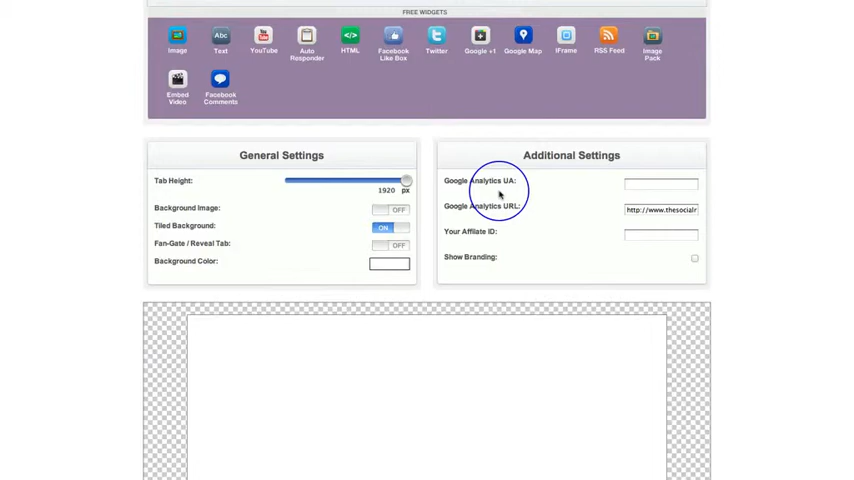 FREE WIDGETS
Image
Abc
Text
YouTube
Auto
Responder
</>
HTML
Facebook
Like Box
Twitter
Google +1
Google Map
IFrame
RSS Feed
Image
Pack
Embed
Video
Facebook
Comments
General Settings
Tab Height:
1920 px
Background Image:
OFF
Tiled Background:
ON
Fan-Gate / Reveal Tab:
OFF
Background Color:
Additional Settings
Google Analytics UA:
Google Analytics URL:
http://www.thesocialr
Your Affilate ID:
Show Branding: